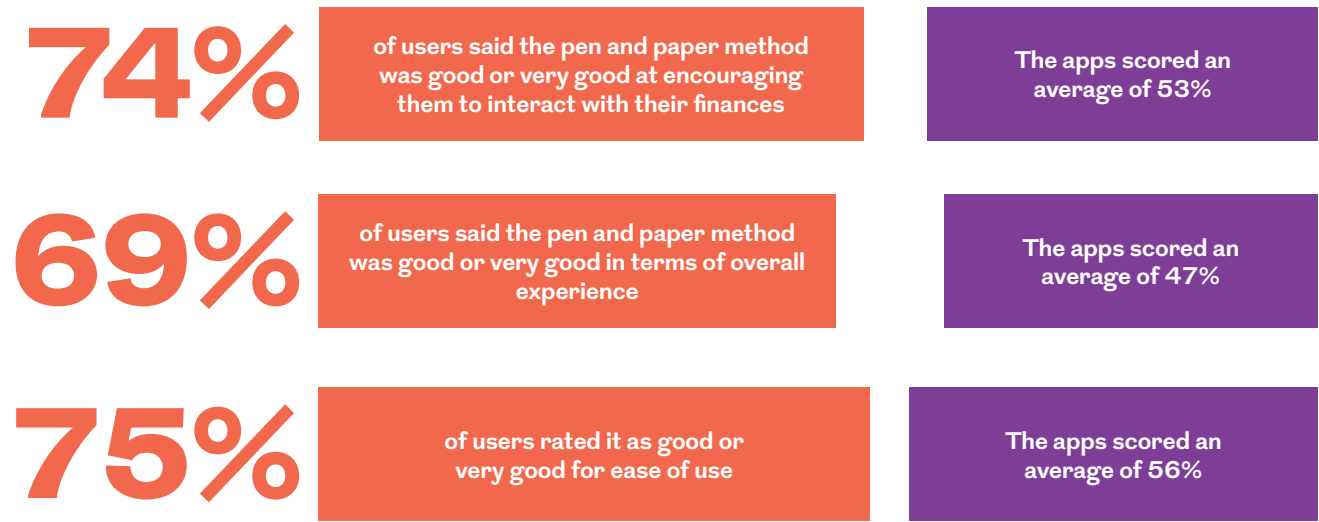 74%
of users said the pen and paper method
was good or very good at encouraging
them to interact with their finances
The apps scored an
average of 53%
69%
of users said the pen and paper method
was good or very good in terms of overall
experience
The apps scored an
average of 47%
75%
of users rated it as good or
very good for ease of use
The apps scored an
average of 56%